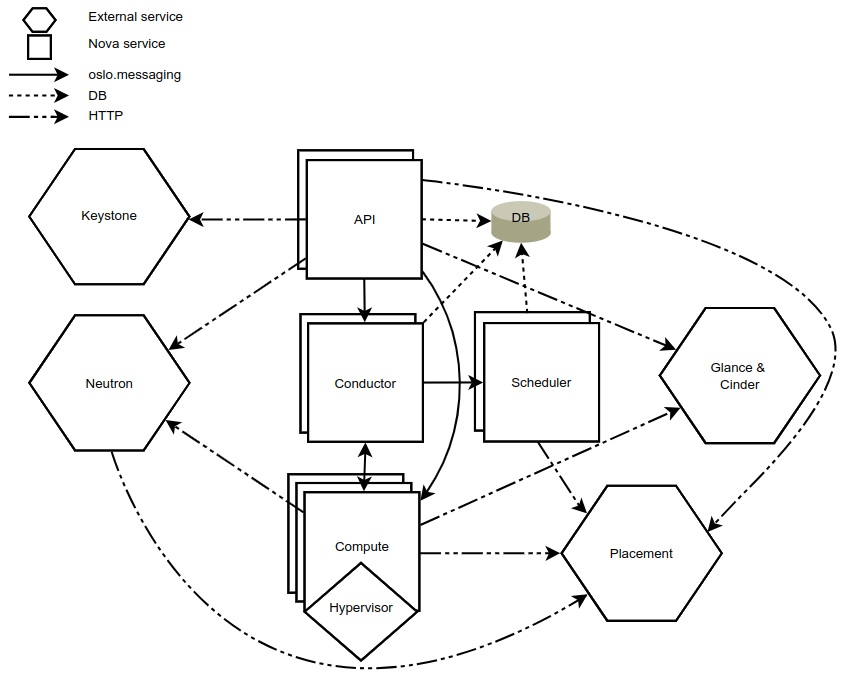 External service
Nova service
oslo.messaging
DB
HTTP
Keystone
API
DB
Neutron
Conductor
Scheduler
Glance &
Cinder
Compute
Hypervisor
Placement